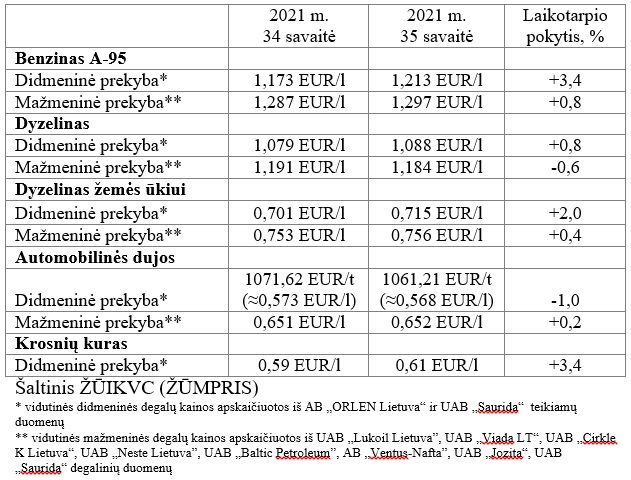 2021 m. 34 savaitė 2021 m. 35 savaitė Laikotarpio pokytis, %
Benzinas A-95
Didmeninė prekyba* 1,173 EUR/l 1,213 EUR/l +3,4
Mažmeninė prekyba** 1,287 EUR/l 1,297 EUR/l +0,8
Dyzelinas
Didmeninė prekyba* 1,079 EUR/l 1,088 EUR/l +0,8
Mažmeninė prekyba** 1,191 EUR/l 1,184 EUR/l -0,6
Dyzelinas žemės ūkiui
Didmeninė prekyba* 0,701 EUR/l 0,715 EUR/l +2,0
Mažmeninė prekyba** 0,753 EUR/l 0,756 EUR/l +0,4
Automobilinės dujos
Didmeninė prekyba* 1071,62 EUR/t (≈0,573 EUR/l) 1061,21 EUR/t (≈0,568 EUR/l) -1,0
Mažmeninė prekyba** 0,651 EUR/l 0,652 EUR/l +0,2
Krosnių kuras
Didmeninė prekyba* 0,59 EUR/l 0,61 EUR/l +3,4
Šaltinis ŽŪIKVC (ŽŪMPRIS)
* vidutinės didmeninės degalų kainos apskaičiuotos iš AB „ORLEN Lietuva“ ir UAB „Saurida“ teikiamų
duomenų
** vidutinės mažmeninės degalų kainos apskaičiuotos iš UAB „Lukoil Lietuva”, UAB „Viada LT“, UAB „Cirkle
K Lietuva“, UAB „Neste Lietuva”, UAB „Baltic Petroleum”, AB „Ventus-Nafta”, UAB „Jozita”, UAB
„Saurida“ degalinių duomenų